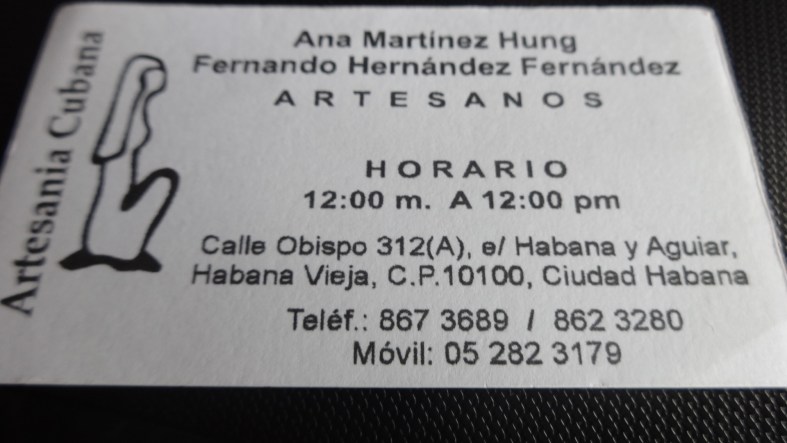 Artesania Cubana
Ana Martínez Hung
Fernando Hernández Fernández
ARTESANOS
HORARIO
12:00 m. A 12:00 pm
Calle Obispo 312(A), e/ Habana y Aguiar,
Habana Vieja, C.P.10100, Ciudad Habana
Teléf.: 867 3689 / 862 3280
Móvil: 05 282 3179